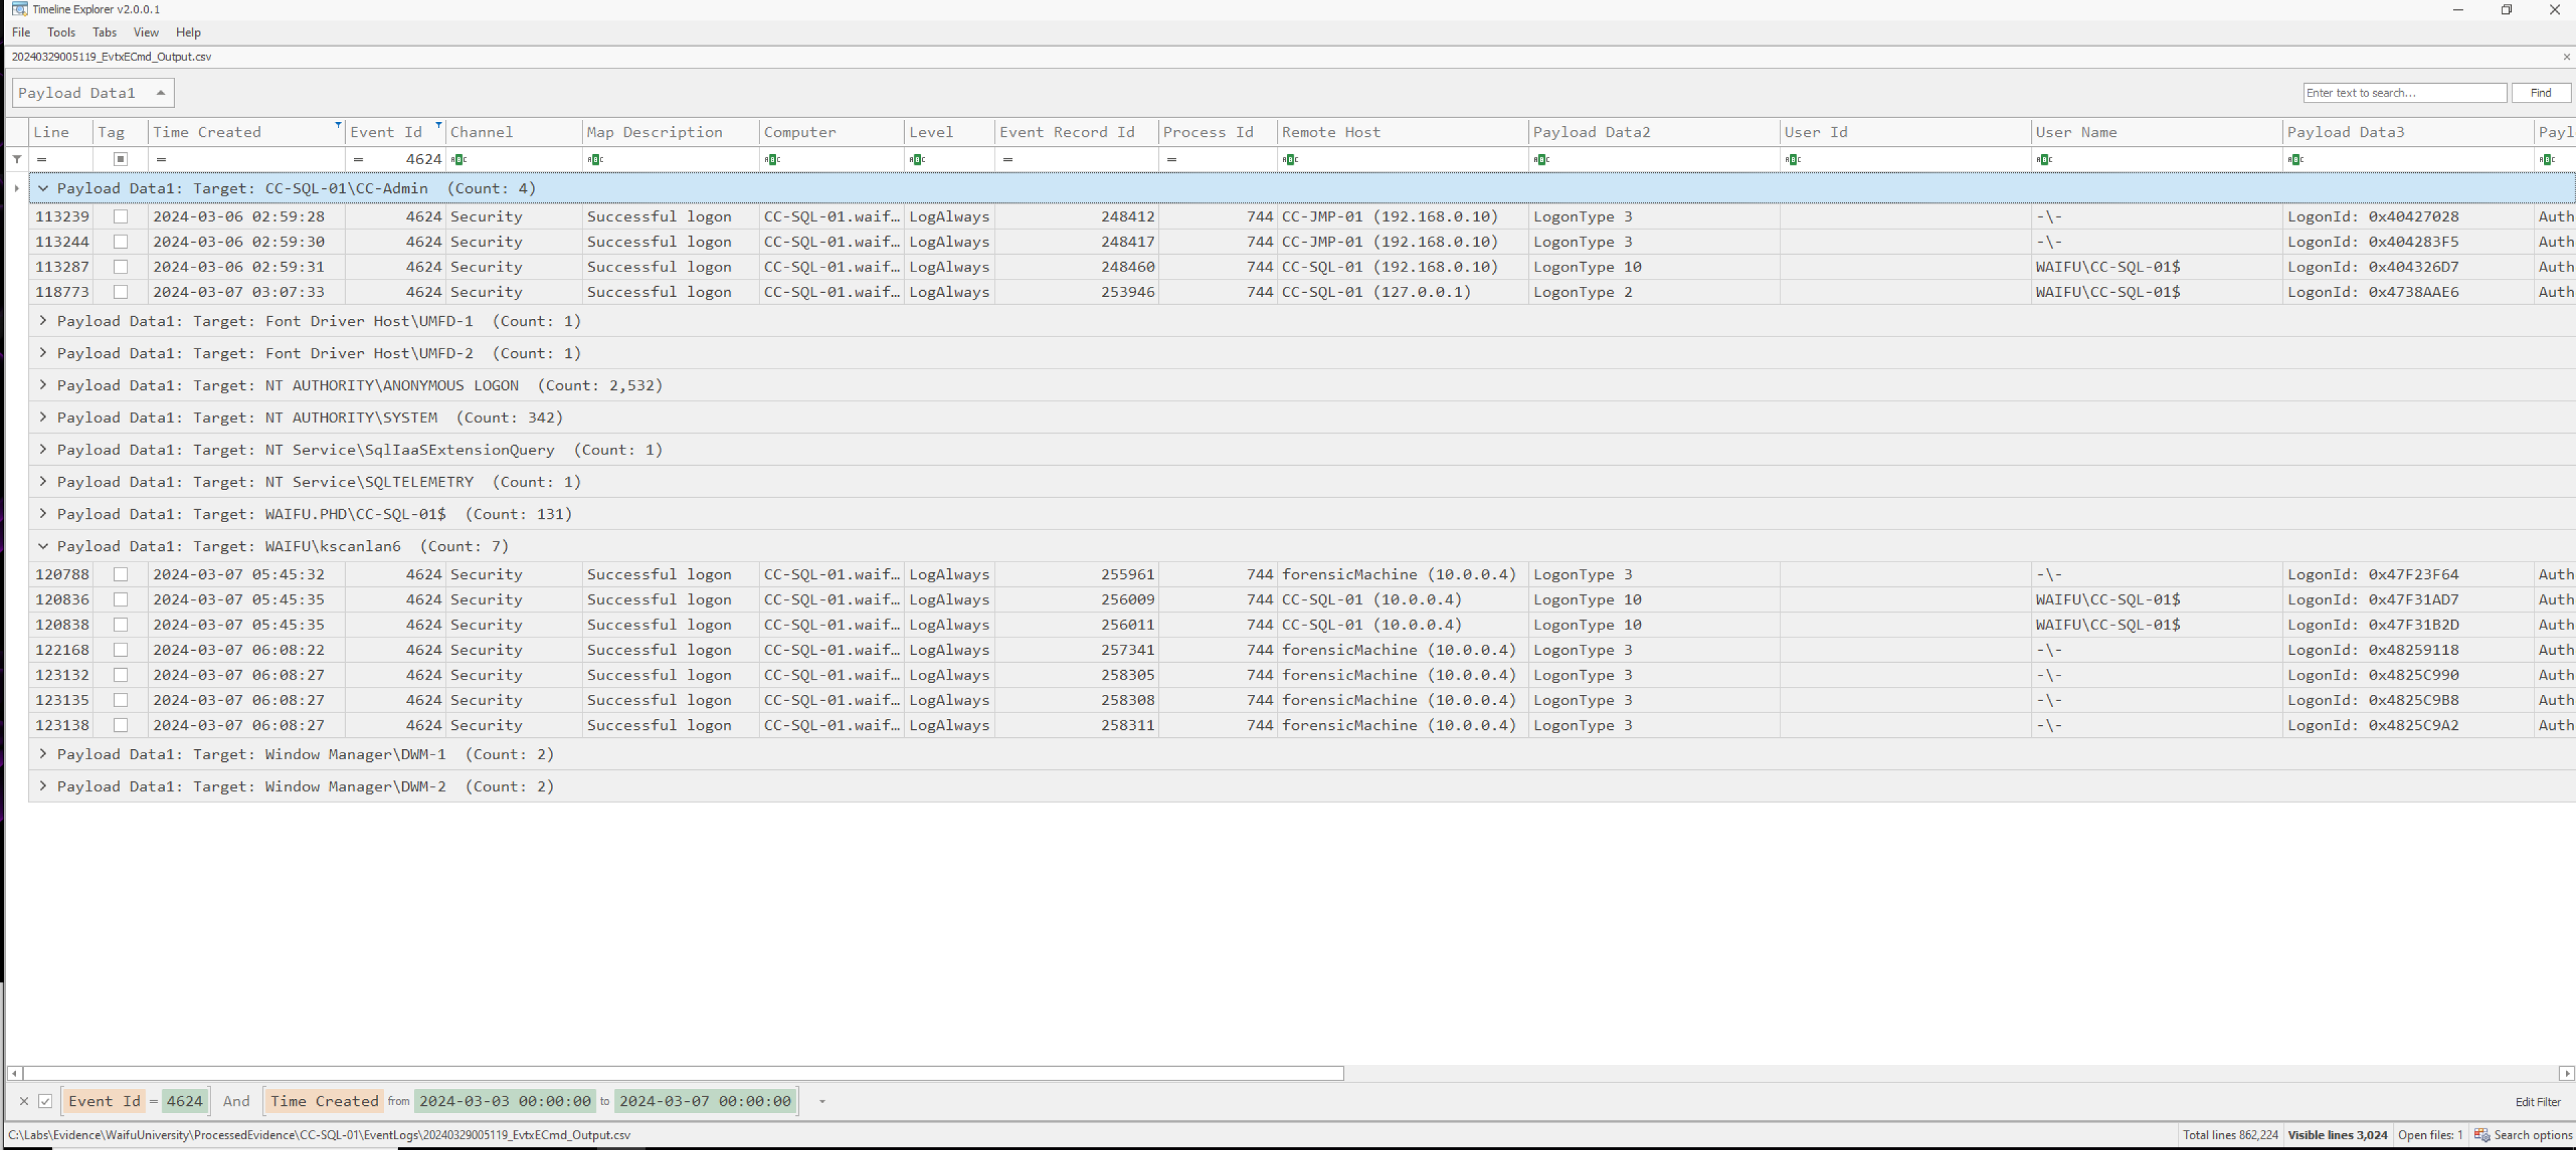 Timeline Explorer v2.0.0.1
File Tools Tabs View Help
20240329005119_EvtxECmd_Output.csv
Payload Data1
Enter text to search... Find
Line Tag Time Created Event Id Channel Map Description Computer Level Event Record Id Process Id Remote Host Payload Data2 User Id User Name Payload Data3 Payl
= = = 4624 = =
Payload Data1: Target: CC-SQL-01\CC-Admin (Count: 4)
113239 2024-03-06 02:59:28 4624 Security Successful logon CC-SQL-01.waif… LogAlways 248412 744 CC-JMP-01 (192.168.0.10) LogonType 3 -\- LogonId: 0x40427028 Auth
113244 2024-03-06 02:59:30 4624 Security Successful logon CC-SQL-01.waif… LogAlways 248417 744 CC-JMP-01 (192.168.0.10) LogonType 3 -\- LogonId: 0x404283F5 Auth
113287 2024-03-06 02:59:31 4624 Security Successful logon CC-SQL-01.waif… LogAlways 248460 744 CC-SQL-01 (192.168.0.10) LogonType 10 WAIFU\CC-SQL-01$ LogonId: 0x404326D7 Auth
118773 2024-03-07 03:07:33 4624 Security Successful logon CC-SQL-01.waif… LogAlways 253946 744 CC-SQL-01 (127.0.0.1) LogonType 2 WAIFU\CC-SQL-01$ LogonId: 0x4738AAE6 Auth
Payload Data1: Target: Font Driver Host\UMFD-1 (Count: 1)
Payload Data1: Target: Font Driver Host\UMFD-2 (Count: 1)
Payload Data1: Target: NT AUTHORITY\ANONYMOUS LOGON (Count: 2,532)
Payload Data1: Target: NT AUTHORITY\SYSTEM (Count: 342)
Payload Data1: Target: NT Service\SqlIaaSExtensionQuery (Count: 1)
Payload Data1: Target: NT Service\SQLTELEMETRY (Count: 1)
Payload Data1: Target: WAIFU.PHD\CC-SQL-01$ (Count: 131)
Payload Data1: Target: WAIFU\kscanlan6 (Count: 7)
120788 2024-03-07 05:45:32 4624 Security Successful logon CC-SQL-01.waif… LogAlways 255961 744 forensicMachine (10.0.0.4) LogonType 3 -\- LogonId: 0x47F23F64 Auth
120836 2024-03-07 05:45:35 4624 Security Successful logon CC-SQL-01.waif… LogAlways 256009 744 CC-SQL-01 (10.0.0.4) LogonType 10 WAIFU\CC-SQL-01$ LogonId: 0x47F31AD7 Auth
120838 2024-03-07 05:45:35 4624 Security Successful logon CC-SQL-01.waif… LogAlways 256011 744 CC-SQL-01 (10.0.0.4) LogonType 10 WAIFU\CC-SQL-01$ LogonId: 0x47F31B2D Auth
122168 2024-03-07 06:08:22 4624 Security Successful logon CC-SQL-01.waif… LogAlways 257341 744 forensicMachine (10.0.0.4) LogonType 3 -\- LogonId: 0x48259118 Auth
123132 2024-03-07 06:08:27 4624 Security Successful logon CC-SQL-01.waif… LogAlways 258305 744 forensicMachine (10.0.0.4) LogonType 3 -\- LogonId: 0x4825C990 Auth
123135 2024-03-07 06:08:27 4624 Security Successful logon CC-SQL-01.waif… LogAlways 258308 744 forensicMachine (10.0.0.4) LogonType 3 -\- LogonId: 0x4825C9B8 Auth
123138 2024-03-07 06:08:27 4624 Security Successful logon CC-SQL-01.waif… LogAlways 258311 744 forensicMachine (10.0.0.4) LogonType 3 -\- LogonId: 0x4825C9A2 Auth
Payload Data1: Target: Window Manager\DWM-1 (Count: 2)
Payload Data1: Target: Window Manager\DWM-2 (Count: 2)
Event Id = 4624 And Time Created from 2024-03-03 00:00:00 to 2024-03-07 00:00:00 Edit Filter
C:\Labs\Evidence\WaifuUniversity\ProcessedEvidence\CC-SQL-01\EventLogs\20240329005119_EvtxECmd_Output.csv Total lines 862,224 Visible lines 3,024 Open files: 1 Search options